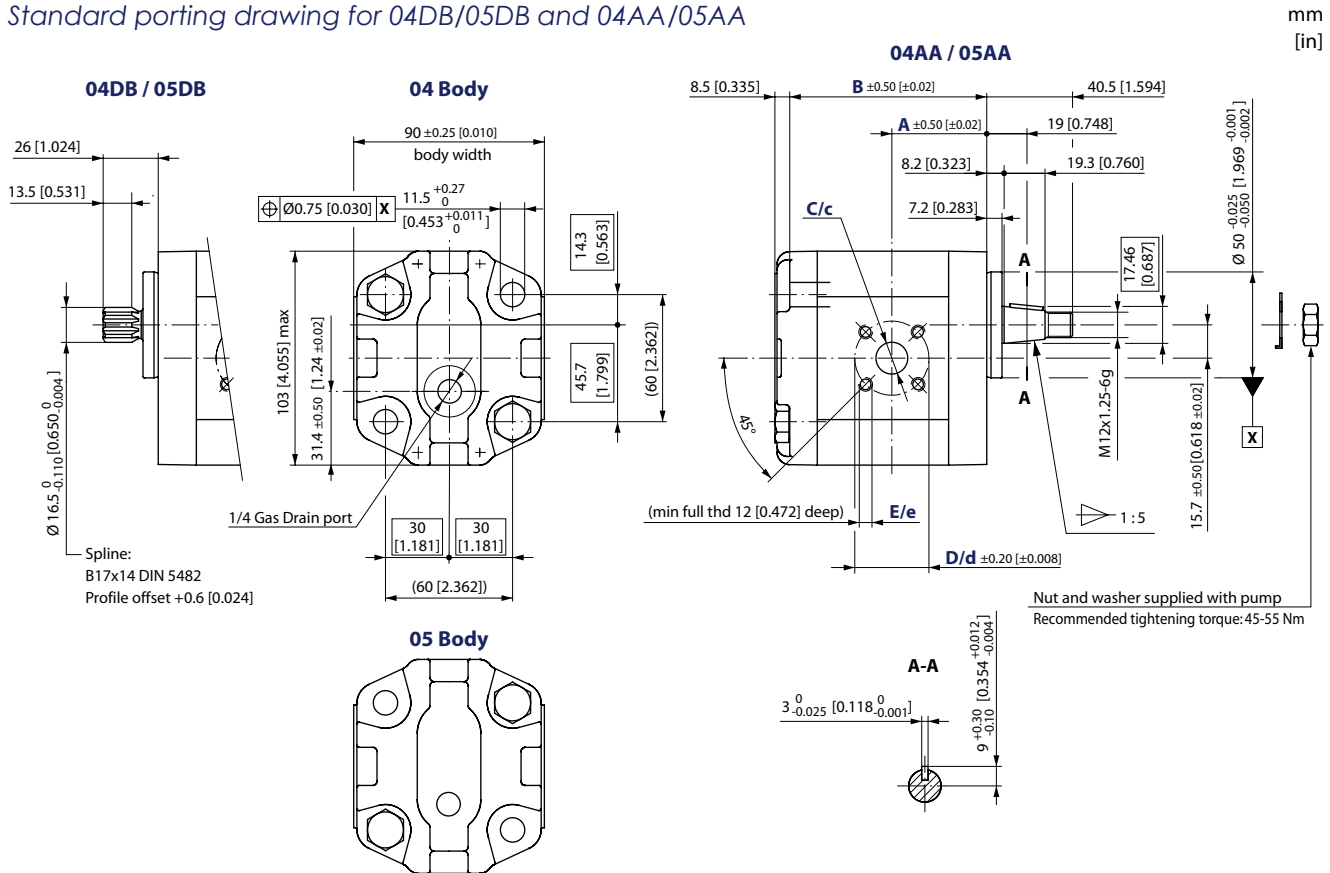 Standard porting drawing for 04DB/05DB and 04AA/05AA
mm
[in]
04DB / 05DB
26 [1.024]
13.5 [0.531]
Ø 16.5 0 -0.110 [0.650 0 -0.004]
Spline:
B17x14 DIN 5482
Profile offset +0.6 [0.024]
04 Body
90 ±0.25 [0.010]
body width
Ø0.75 [0.030] X
11.5 +0.27 0
[0.453 +0.011 0]
14.3
[0.563]
45.7
[1.799]
(60 [2.362])
103 [4.055] max
31.4 ±0.50 [1.24 ±0.02]
1/4 Gas Drain port
30
[1.181]
30
[1.181]
(60 [2.362])
05 Body
04AA / 05AA
8.5 [0.335]
B ±0.50 [±0.02]
40.5 [1.594]
A ±0.50 [±0.02]
19 [0.748]
8.2 [0.323]
19.3 [0.760]
7.2 [0.283]
C/c
A
A
17.46
[0.687]
Ø 50 -0.025 -0.050 [1.969 -0.001 -0.002]
M12x1.25-6g
15.7 ±0.50 [0.618 ±0.02]
X
45°
(min full thd 12 [0.472] deep)
E/e
D/d ±0.20 [±0.008]
1 : 5
Nut and washer supplied with pump
Recommended tightening torque: 45-55 Nm
A-A
3 0 -0.025 [0.118 0 -0.001]
9 +0.30 -0.10 [0.354 +0.012 -0.004]